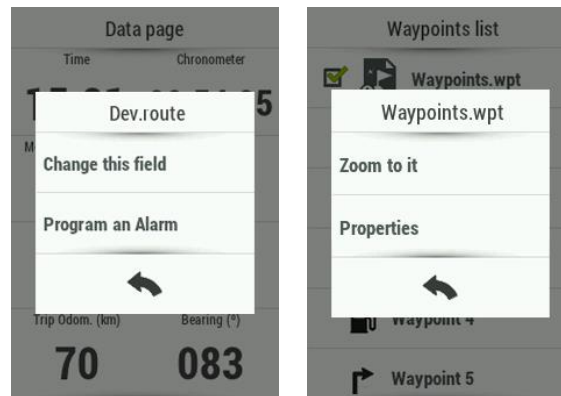 Data page
Time Chronometer
5
Dev.route
M
Change this field
Program an Alarm
Trip Odom. (km) Bearing (º)
70 083
Waypoints list
Waypoints.wpt
Waypoints.wpt
Zoom to it
Properties
Waypoint 4
Waypoint 5